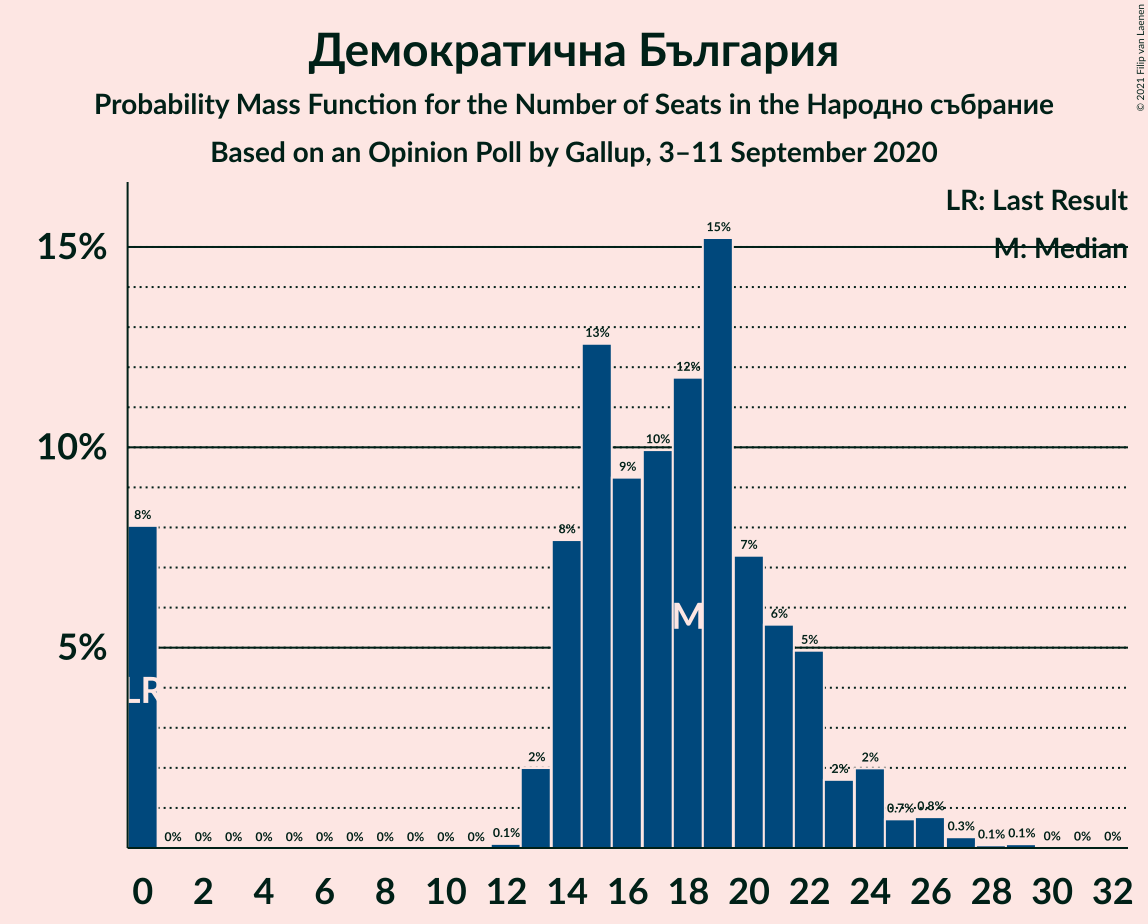 Демократична България
Probability Mass Function for the Number of Seats in the Народно събрание
Based on an Opinion Poll by Gallup, 3–11 September 2020
© 2021 Filip van Laenen
LR: Last Result
M: Median
15%
10%
5%
8% 0% 0% 0% 0% 0% 0% 0% 0% 0% 0% 0% 0.1% 2% 8% 13% 9% 10% 12% 15% 7% 6% 5% 2% 2% 0.7% 0.8% 0.3% 0.1% 0.1% 0% 0% 0%
LR
M
0 2 4 6 8 10 12 14 16 18 20 22 24 26 28 30 32